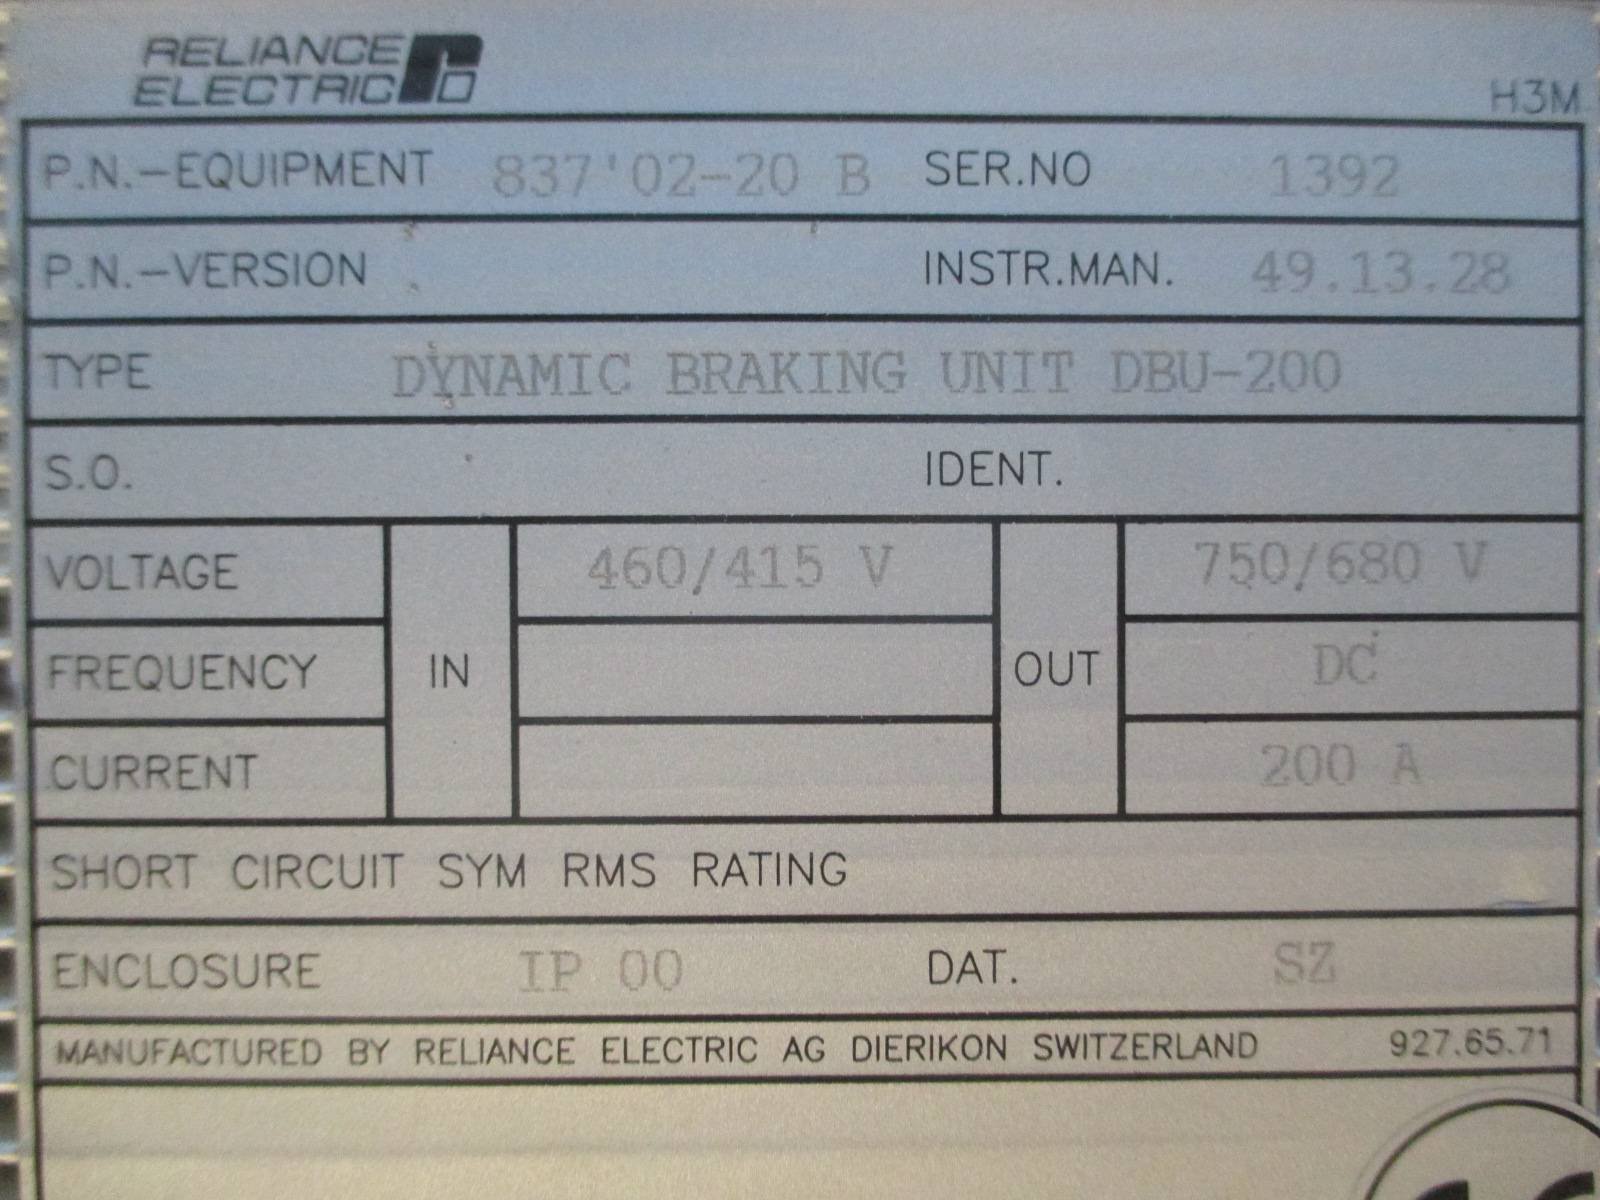 RELIANCE
ELECTRIC
H3M
P.N.-EQUIPMENT 837'02-20 B SER.NO 1392
P.N.-VERSION INSTR.MAN. 49.13.28
TYPE DYNAMIC BRAKING UNIT DBU-200
S.O. IDENT.
VOLTAGE 460/415 V 750/680 V
FREQUENCY IN OUT DC
CURRENT 200 A
SHORT CIRCUIT SYM RMS RATING
ENCLOSURE IP 00 DAT. SZ
MANUFACTURED BY RELIANCE ELECTRIC AG DIERIKON SWITZERLAND 927.65.71